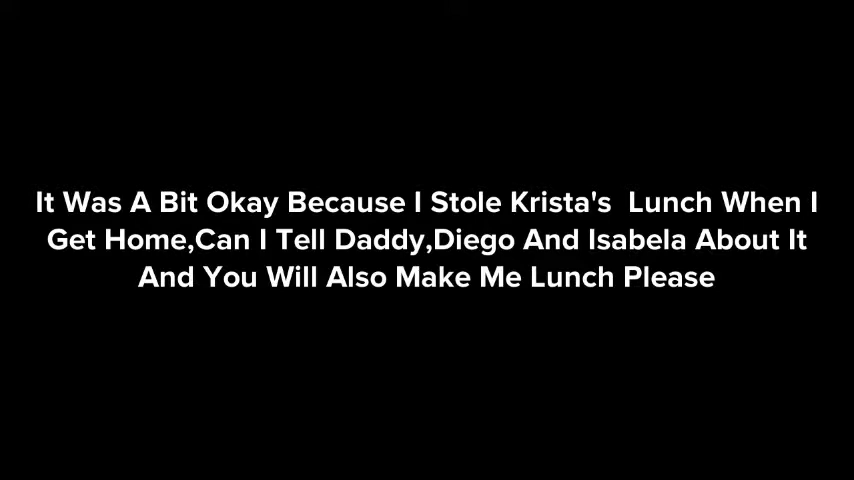 It Was A Bit Okay Because I Stole Krista's  Lunch When I
Get Home,Can I Tell Daddy,Diego And Isabela About It
And You Will Also Make Me Lunch Please